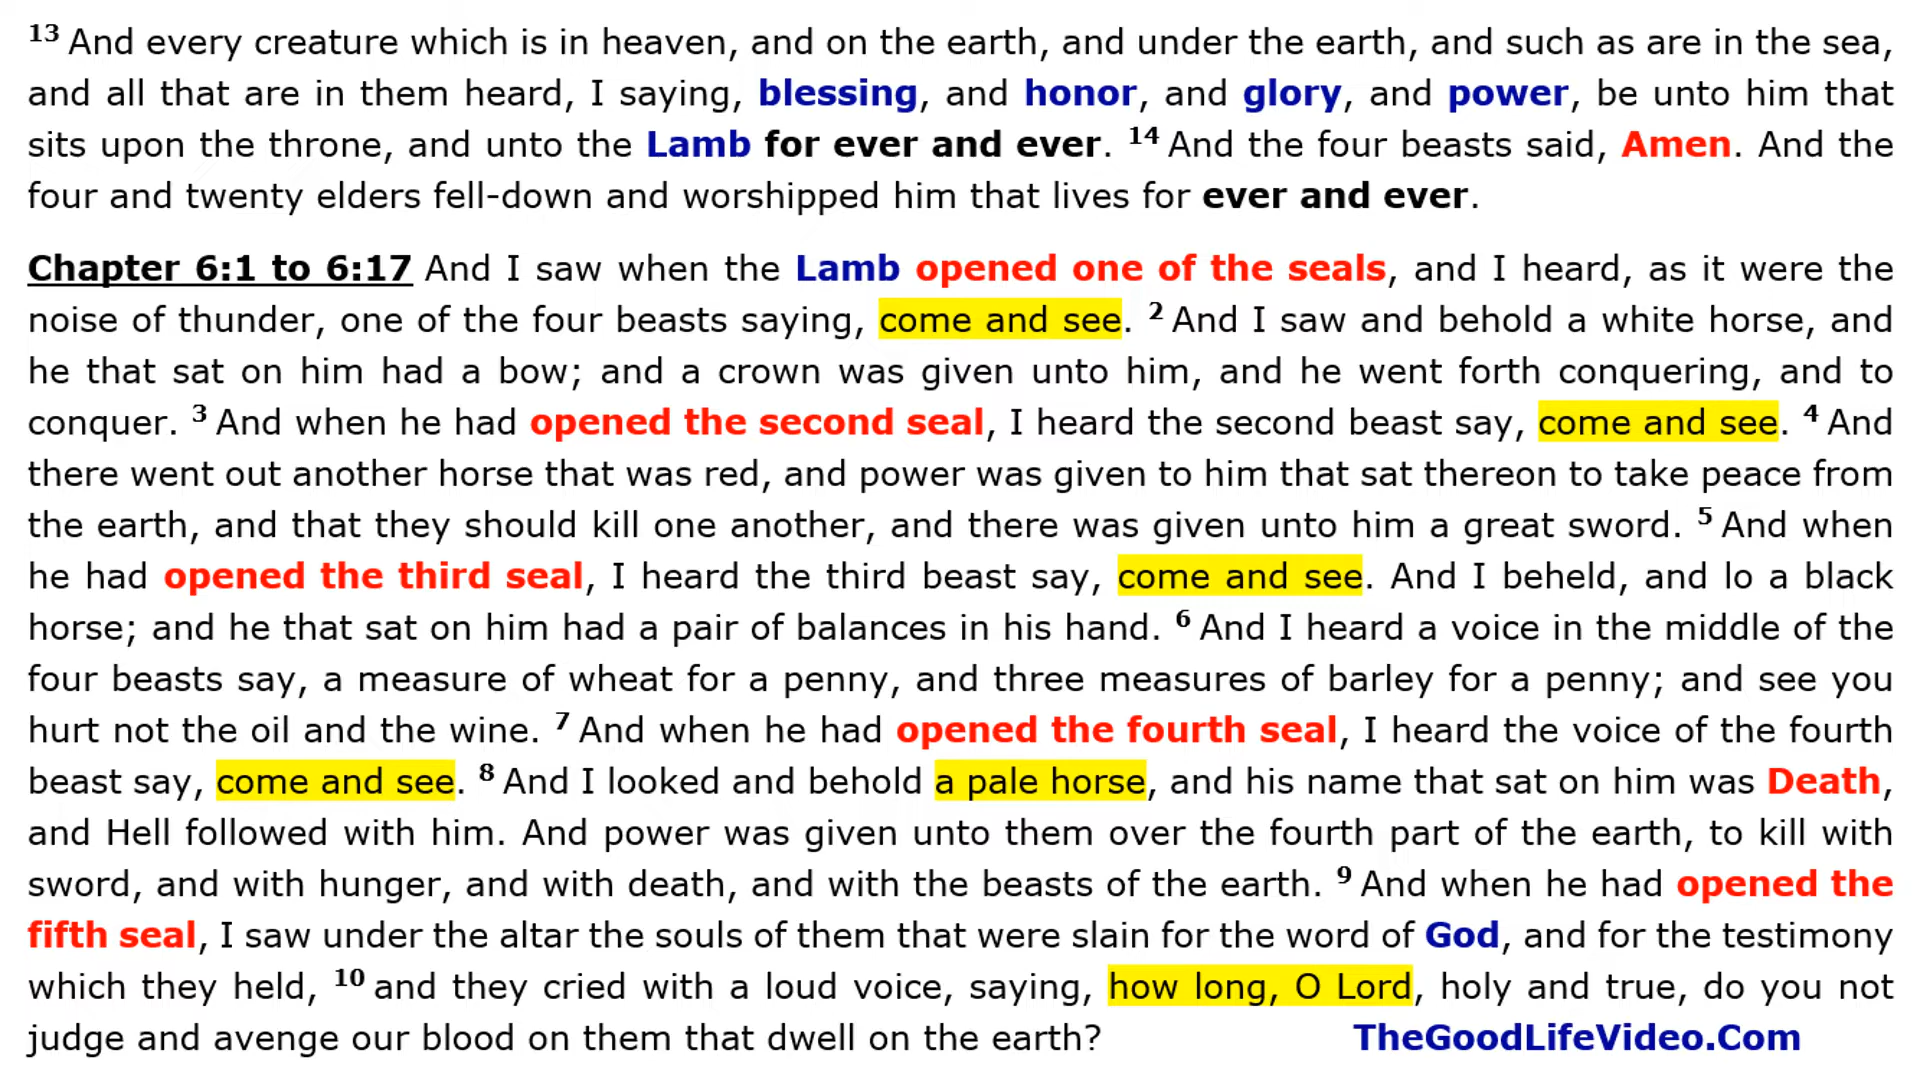 13 And every creature which is in heaven, and on the earth, and under the earth, and such as are in the sea,
and all that are in them heard, I saying, blessing, and honor, and glory, and power, be unto him that
sits upon the throne, and unto the Lamb for ever and ever. 14 And the four beasts said, Amen. And the
four and twenty elders fell-down and worshipped him that lives for ever and ever.
Chapter 6:1 to 6:17 And I saw when the Lamb opened one of the seals, and I heard, as it were the
noise of thunder, one of the four beasts saying, come and see. 2 And I saw and behold a white horse, and
he that sat on him had a bow; and a crown was given unto him, and he went forth conquering, and to
conquer. 3 And when he had opened the second seal, I heard the second beast say, come and see. 4 And
there went out another horse that was red, and power was given to him that sat thereon to take peace from
the earth, and that they should kill one another, and there was given unto him a great sword. 5 And when
he had opened the third seal, I heard the third beast say, come and see. And I beheld, and lo a black
horse; and he that sat on him had a pair of balances in his hand. 6 And I heard a voice in the middle of the
four beasts say, a measure of wheat for a penny, and three measures of barley for a penny; and see you
hurt not the oil and the wine. 7 And when he had opened the fourth seal, I heard the voice of the fourth
beast say, come and see. 8 And I looked and behold a pale horse, and his name that sat on him was Death,
and Hell followed with him. And power was given unto them over the fourth part of the earth, to kill with
sword, and with hunger, and with death, and with the beasts of the earth. 9 And when he had opened the
fifth seal, I saw under the altar the souls of them that were slain for the word of God, and for the testimony
which they held, 10 and they cried with a loud voice, saying, how long, O Lord, holy and true, do you not
judge and avenge our blood on them that dwell on the earth? TheGoodLifeVideo.Com